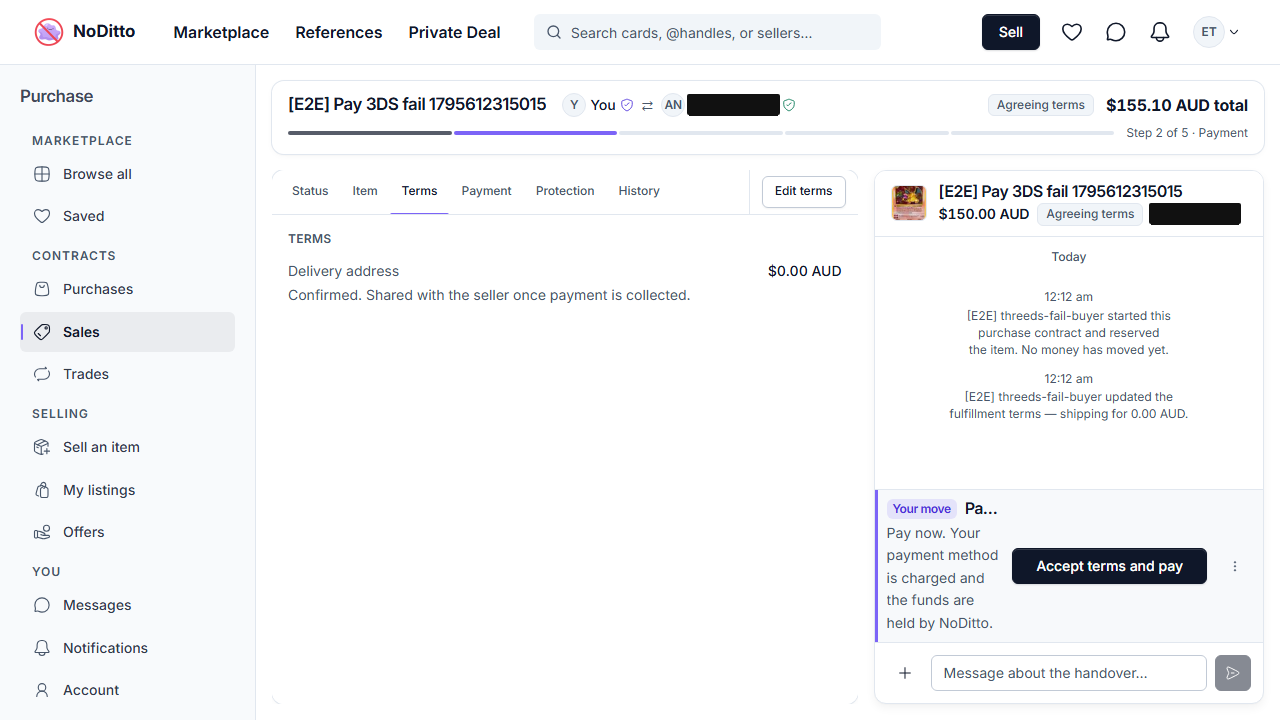 NoDitto
Marketplace
References
Private Deal
Search cards, @handles, or sellers...
Sell
ET
Purchase
MARKETPLACE
Browse all
Saved
CONTRACTS
Purchases
Sales
Trades
SELLING
Sell an item
My listings
Offers
YOU
Messages
Notifications
Account
[E2E] Pay 3DS fail 1795612315015
Y
You
AN
Agreeing terms
$155.10 AUD total
Step 2 of 5 · Payment
Status
Item
Terms
Payment
Protection
History
Edit terms
TERMS
Delivery address
$0.00 AUD
Confirmed. Shared with the seller once payment is collected.
[E2E] Pay 3DS fail 1795612315015
$150.00 AUD
Agreeing terms
Today
12:12 am
[E2E] threeds-fail-buyer started this
purchase contract and reserved
the item. No money has moved yet.
12:12 am
[E2E] threeds-fail-buyer updated the
fulfillment terms — shipping for 0.00 AUD.
Your move
Pa...
Pay now. Your
payment method
is charged and
the funds are
held by NoDitto.
Accept terms and pay
Message about the handover...